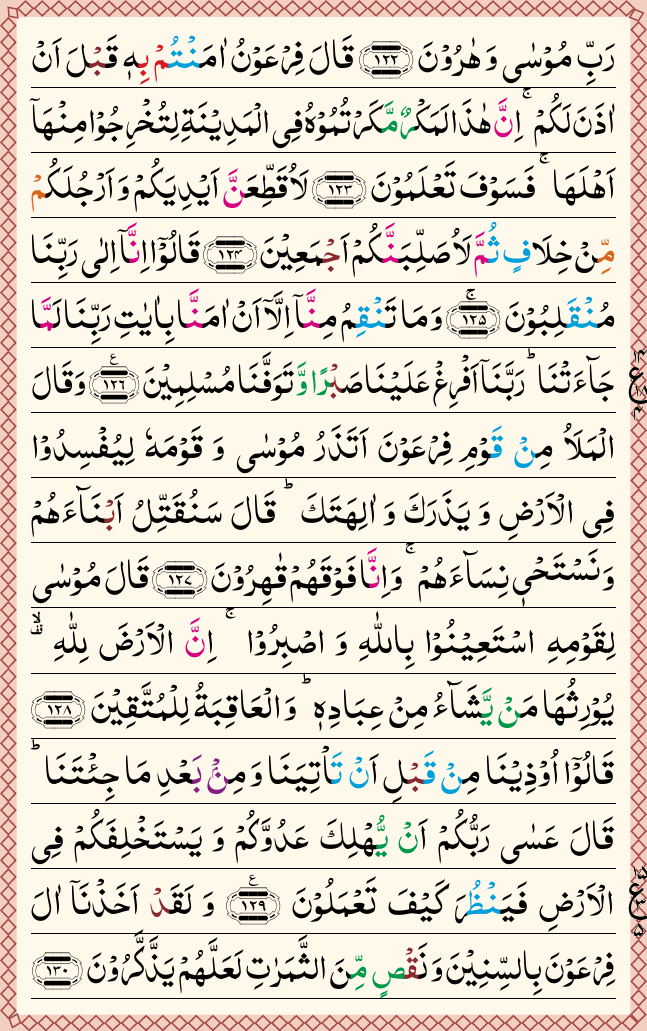 رَبِّ مُوْسٰی وَ هٰرُوْنَ ﴿۱۲۲﴾ قَالَ فِرْعَوْنُ اٰمَنْتُمْ بِهٖ قَبْلَ اَنْ
اٰذَنَ لَكُمْ ۚ اِنَّ هٰذَا لَمَكْرٌ مَّكَرْتُمُوْهُ فِی الْمَدِیْنَةِ لِتُخْرِجُوْا مِنْهَاۤ
اَهْلَهَا ۚ فَسَوْفَ تَعْلَمُوْنَ ﴿۱۲۳﴾ لَاُقَطِّعَنَّ اَیْدِیَكُمْ وَ اَرْجُلَكُمْ
مِّنْ خِلَافٍ ثُمَّ لَاُصَلِّبَنَّكُمْ اَجْمَعِیْنَ ﴿۱۲۴﴾ قَالُوْۤا اِنَّاۤ اِلٰی رَبِّنَا
مُنْقَلِبُوْنَ ﴿۱۲۵﴾ۚ وَ مَا تَنْقِمُ مِنَّاۤ اِلَّاۤ اَنْ اٰمَنَّا بِاٰیٰتِ رَبِّنَا لَمَّا
جَآءَتْنَا ؕ رَبَّنَاۤ اَفْرِغْ عَلَیْنَا صَبْرًا وَّ تَوَفَّنَا مُسْلِمِیْنَ ﴿۱۲۶﴾ وَ قَالَ
الْمَلَاُ مِنْ قَوْمِ فِرْعَوْنَ اَتَذَرُ مُوْسٰی وَ قَوْمَهٗ لِیُفْسِدُوْا
فِی الْاَرْضِ وَ یَذَرَكَ وَ اٰلِهَتَكَ ؕ قَالَ سَنُقَتِّلُ اَبْنَآءَهُمْ
وَ نَسْتَحْیٖ نِسَآءَهُمْ ۚ وَ اِنَّا فَوْقَهُمْ قٰهِرُوْنَ ﴿۱۲۷﴾ قَالَ مُوْسٰی
لِقَوْمِهِ اسْتَعِیْنُوْا بِاللّٰهِ وَ اصْبِرُوْا ۚ اِنَّ الْاَرْضَ لِلّٰهِ ۙ۫
یُوْرِثُهَا مَنْ یَّشَآءُ مِنْ عِبَادِهٖ ؕ وَ الْعَاقِبَةُ لِلْمُتَّقِیْنَ ﴿۱۲۸﴾
قَالُوْۤا اُوْذِیْنَا مِنْ قَبْلِ اَنْ تَاْتِیَنَا وَ مِنْۢ بَعْدِ مَا جِئْتَنَا ؕ
قَالَ عَسٰی رَبُّكُمْ اَنْ یُّهْلِكَ عَدُوَّكُمْ وَ یَسْتَخْلِفَكُمْ فِی
الْاَرْضِ فَیَنْظُرَ كَیْفَ تَعْمَلُوْنَ ﴿۱۲۹﴾ وَ لَقَدْ اَخَذْنَاۤ اٰلَ
فِرْعَوْنَ بِالسِّنِیْنَ وَ نَقْصٍ مِّنَ الثَّمَرٰتِ لَعَلَّهُمْ یَذَّكَّرُوْنَ ﴿۱۳۰﴾